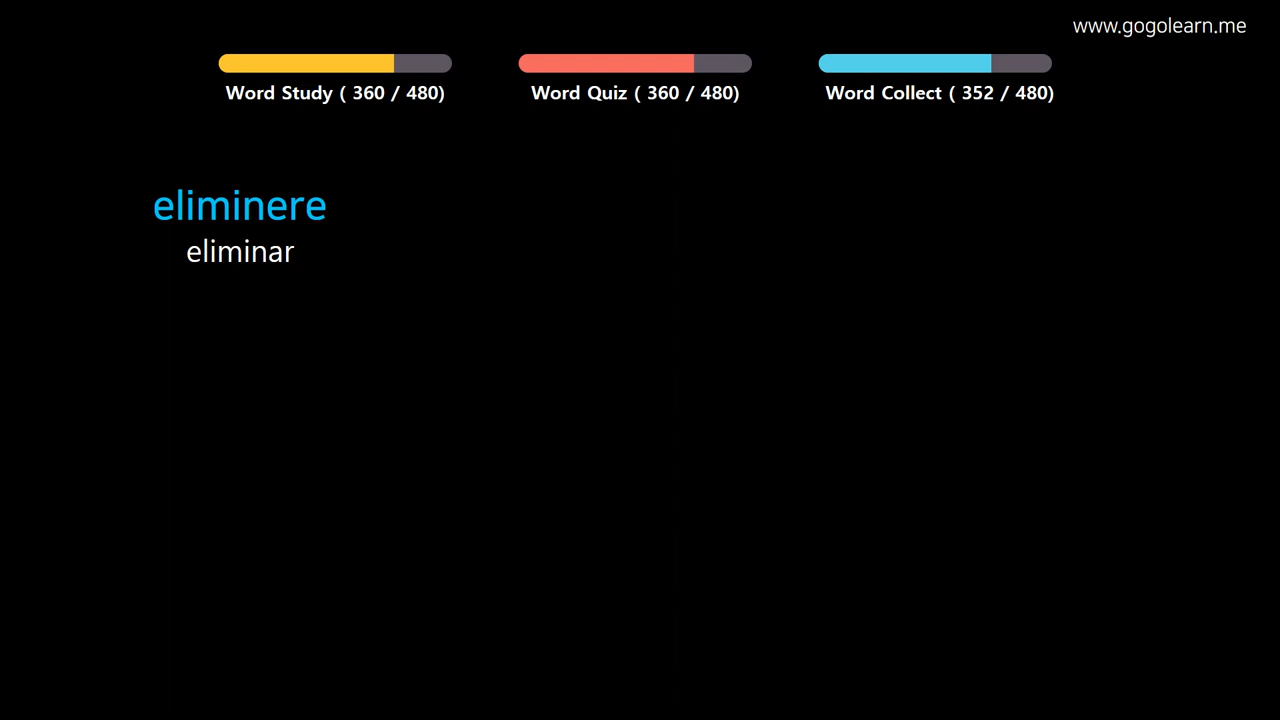 www.gogolearn.me
Word Study ( 360 / 480)
Word Quiz ( 360 / 480)
Word Collect ( 352 / 480)
eliminere
eliminar